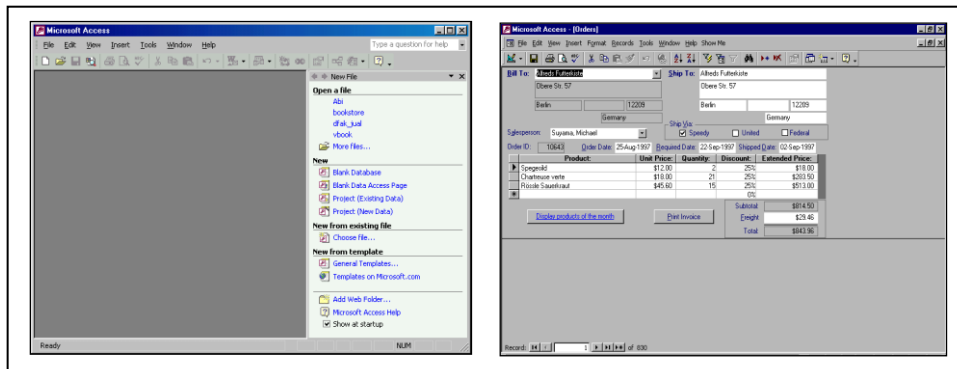 Microsoft Access
File Edit View Insert Tools Window Help Type a question for help
New File
Open a file
Abi
bookstore
dfak_jual
vbook
More files...
New
Blank Database
Blank Data Access Page
Project (Existing Data)
Project (New Data)
New from existing file
Choose file...
New from template
General Templates...
Templates on Microsoft.com
Add Web Folder...
Microsoft Access Help
Show at startup
Ready NUM
Microsoft Access - [Orders]
File Edit View Insert Format Records Tools Window Help Show Me
Bill To: Alfreds Futterkiste Ship To: Alfreds Futterkiste
Obere Str. 57 Obere Str. 57
Berlin 12209 Berlin 12209
Germany Germany
Ship Via
Salesperson: Suyama, Michael Speedy United Federal
Order ID: 10643 Order Date: 25-Aug-1997 Required Date: 22-Sep-1997 Shipped Date: 02-Sep-1997
Product: Unit Price: Quantity: Discount: Extended Price:
Spegesild $12.00 2 25% $18.00
Chartreuse verte $18.00 21 25% $283.50
Rössle Sauerkraut $45.60 15 25% $513.00
0%
Display products of the month Print Invoice
Subtotal: $814.50
Freight: $29.46
Total: $843.96
Record: 1 of 830